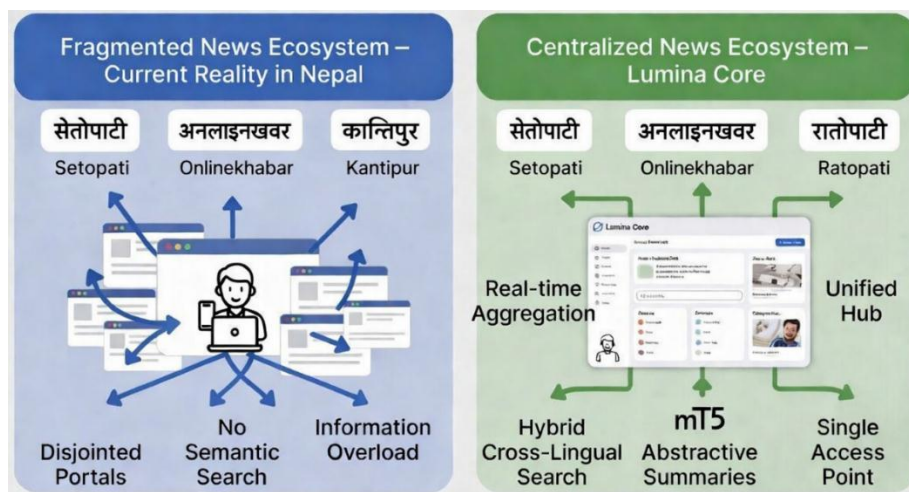 Fragmented News Ecosystem –
Current Reality in Nepal
सेतोपाटी
अनलाइनखवर
कान्तिपुर
Setopati
Onlinekhabar
Kantipur
Disjointed
Portals
No
Semantic
Search
Information
Overload
Centralized News Ecosystem –
Lumina Core
सेतोपाटी
अनलाइनखवर
रातोपाटी
Setopati
Onlinekhabar
Ratopati
Lumina Core
Real-time
Aggregation
Unified
Hub
Hybrid
Cross-Lingual
Search
mT5
Abstractive
Summaries
Single
Access
Point